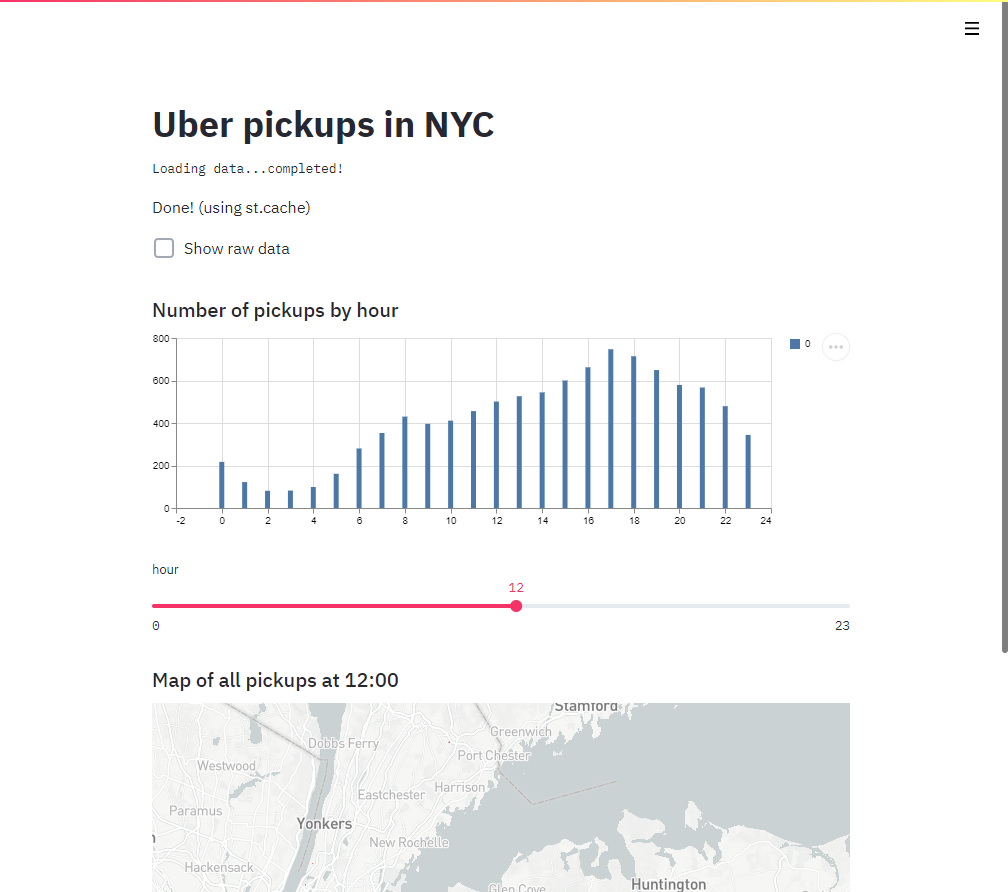 Uber pickups in NYC
Loading data...completed!
Done! (using st.cache)
Show raw data
Number of pickups by hour
800
600
400
200
0
-2 0 2 4 6 8 10 12 14 16 18 20 22 24
0
hour
12
0 23
Map of all pickups at 12:00
Stamford
Greenwich
Dobbs Ferry
Port Chester
Westwood
Harrison
Eastchester
Paramus
Yonkers
New Rochelle
Hackensack
Huntington
Glen Cove